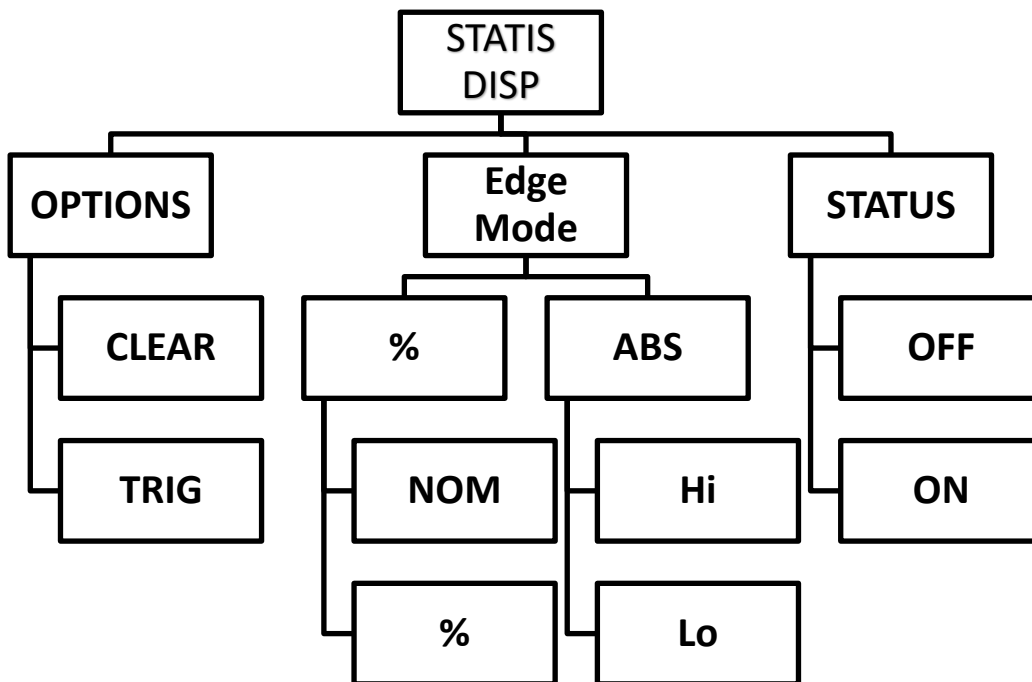 STATIS
DISP
OPTIONS
Edge
Mode
STATUS
CLEAR
%
ABS
OFF
TRIG
NOM
Hi
ON
%
Lo